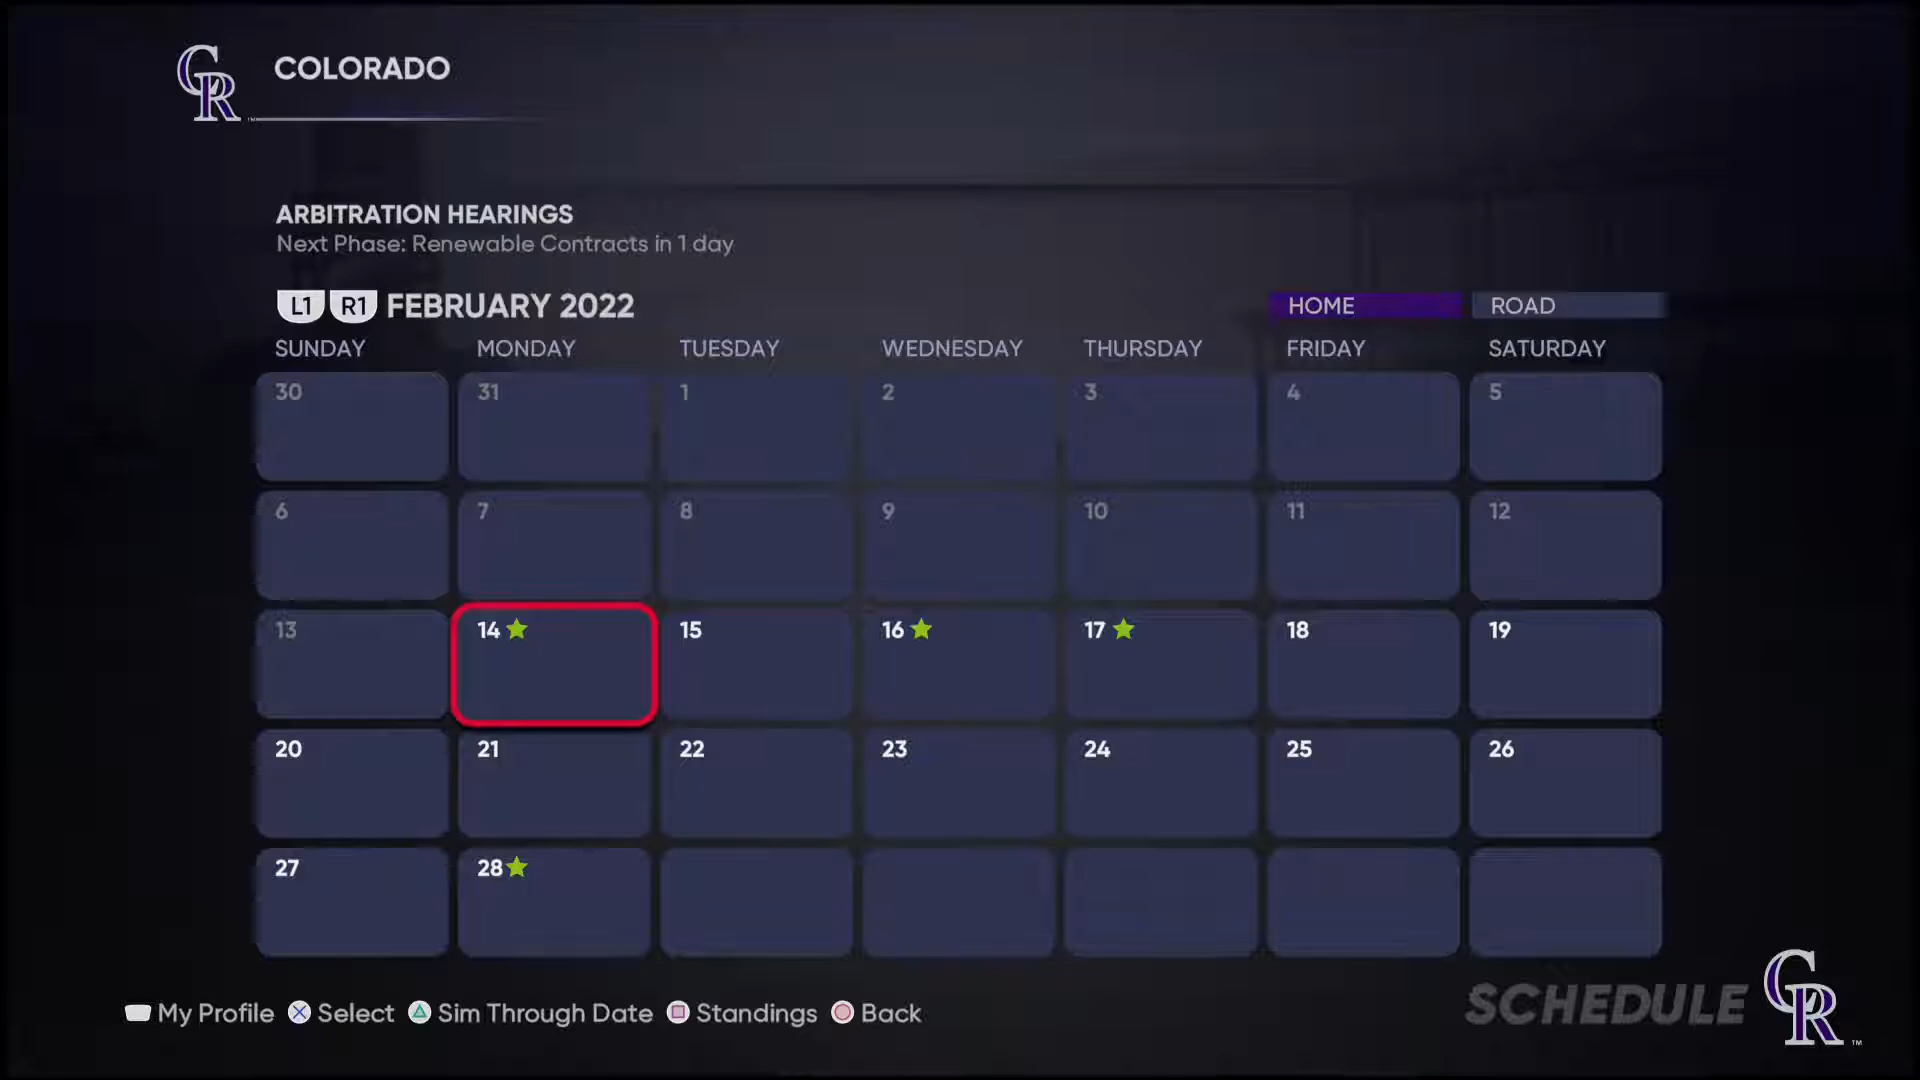 COLORADO
ARBITRATION HEARINGS
Next Phase: Renewable Contracts in 1 day
L1 R1 FEBRUARY 2022 HOME ROAD
SUNDAY MONDAY TUESDAY WEDNESDAY THURSDAY FRIDAY SATURDAY
30 31 1 2 3 4 5
6 7 8 9 10 11 12
13 14 15 16 17 18 19
20 21 22 23 24 25 26
27 28
My Profile Select Sim Through Date Standings Back
SCHEDULE CR™